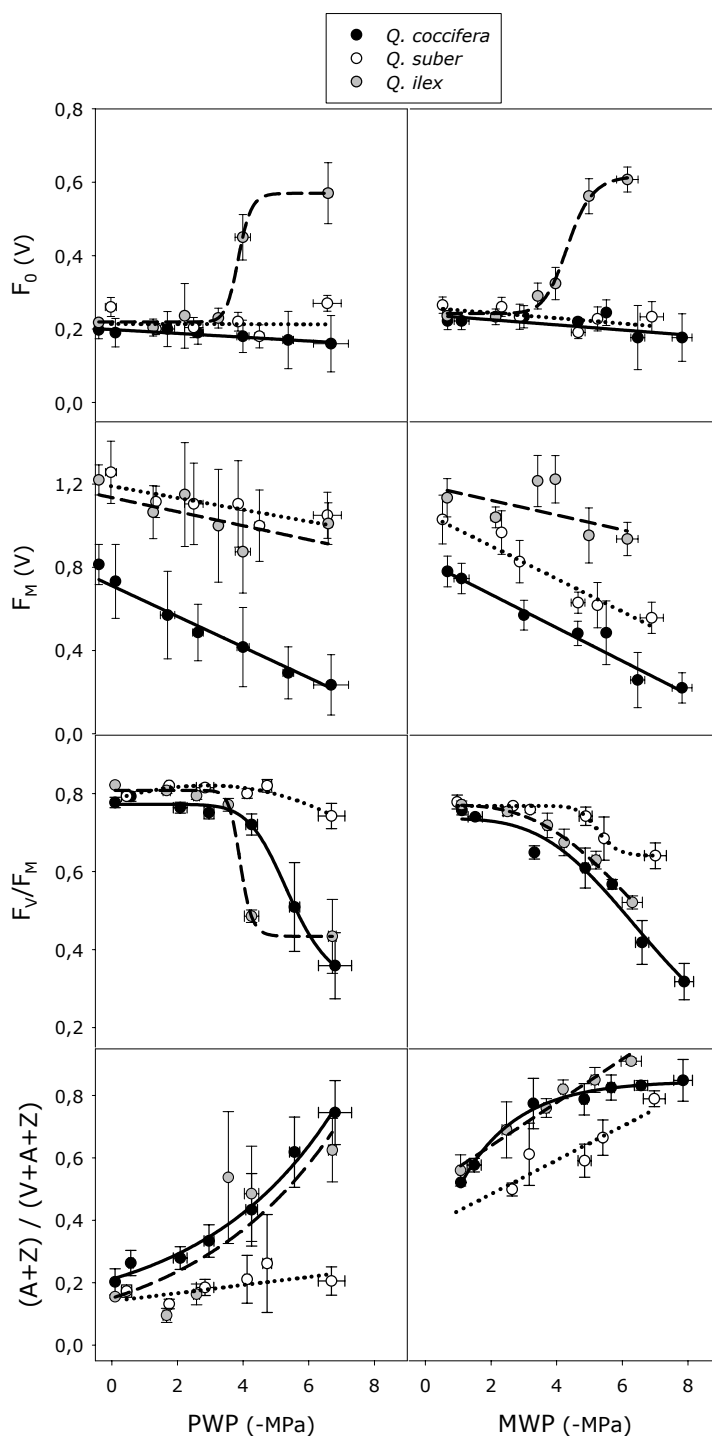 Q. coccifera
Q. suber
Q. ilex
0,8
0,6
0,4
0,2
0,0
F0 (V)
1,2
0,8
0,4
0,0
FM (V)
0,8
0,6
0,4
0,2
FV/FM
0,8
0,6
0,4
0,2
0,0
(A+Z) / (V+A+Z)
0 2 4 6 8
0 2 4 6 8
PWP (-MPa)
MWP (-MPa)